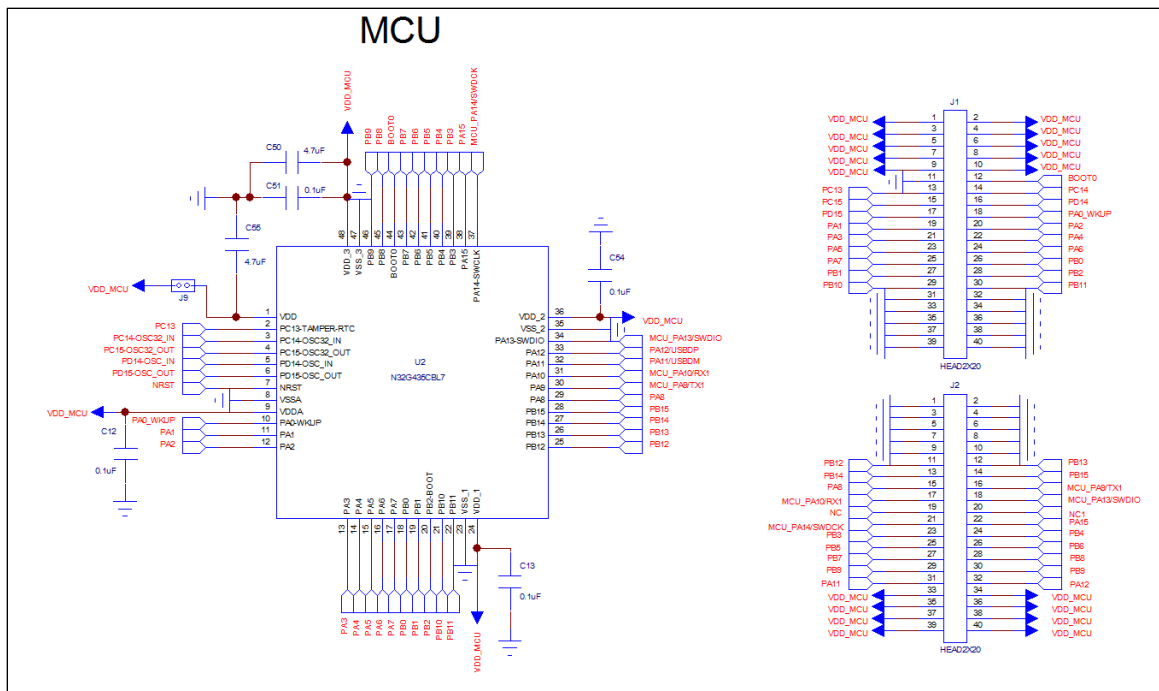 MCU
VDD_MCU
PB9
PB8
BOOT0
PB7
PB6
PB5
PB4
PB3
PA15
MCU_PA14/SWDCK
C50
4.7uF
C51
0.1uF
C55
4.7uF
48 47 46 45 44 43 42 41 40 39 38 37
VDD_3
VSS_3
PB9
PB8
BOOT0
PB7
PB6
PB5
PB4
PB3
PA15
PA14-SWCLK
C54
0.1uF
VDD_MCU
J9
VDD_MCU
PC13 1 VDD
PC14-OSC32_IN 2 PC13-TAMPER-RTC
PC15-OSC32_OUT 3 PC14-OSC32_IN
PD14-OSC_IN 4 PC15-OSC32_OUT
PD15-OSC_OUT 5 PD14-OSC_IN
NRST 6 PD15-OSC_OUT
7 NRST
8 VSSA
VDD_MCU 9 VDDA
PA0_WKUP 10 PA0-WKUP
PA1 11 PA1
PA2 12 PA2
C12
0.1uF
U2
N32G435CBL7
VDD_2 36
VSS_2 35
PA13-SWDIO 34 MCU_PA13/SWDIO
PA12 33 PA12/USBDP
PA11 32 PA11/USBDM
PA10 31 MCU_PA10/RX1
PA9 30 MCU_PA9/TX1
PA8 29 PA8
PB15 28 PB15
PB14 27 PB14
PB13 26 PB13
PB12 25 PB12
PA3
PA4
PA5
PA6
PA7
PB0
PB1
PB2-BOOT
PB10
PB11
VSS_1
VDD_1
13 14 15 16 17 18 19 20 21 22 23 24
C13
0.1uF
PA3
PA4
PA5
PA6
PA7
PB0
PB1
PB2
PB10
PB11
VDD_MCU
J1
VDD_MCU 1 2 VDD_MCU
VDD_MCU 3 4 VDD_MCU
VDD_MCU 5 6 VDD_MCU
VDD_MCU 7 8 VDD_MCU
VDD_MCU 9 10 VDD_MCU
11 12 BOOT0
PC13 13 14 PC14
PC15 15 16 PD14
PD15 17 18 PA0_WKUP
PA1 19 20 PA2
PA3 21 22 PA4
PA5 23 24 PA6
PA7 25 26 PB0
PB1 27 28 PB2
PB10 29 30 PB11
31 32
33 34
35 36
37 38
39 40
HEAD2X20
J2
1 2
3 4
5 6
7 8
9 10
PB12 11 12 PB13
PB14 13 14 PB15
PA8 15 16 MCU_PA9/TX1
MCU_PA10/RX1 17 18 MCU_PA13/SWDIO
NC 19 20 NC1
MCU_PA14/SWDCK 21 22 PA15
PB3 23 24 PB4
PB5 25 26 PB6
PB7 27 28 PB8
PB9 29 30 PB9
PA11 31 32 PA12
VDD_MCU 33 34 VDD_MCU
VDD_MCU 35 36 VDD_MCU
VDD_MCU 37 38 VDD_MCU
VDD_MCU 39 40 VDD_MCU
HEAD2X20